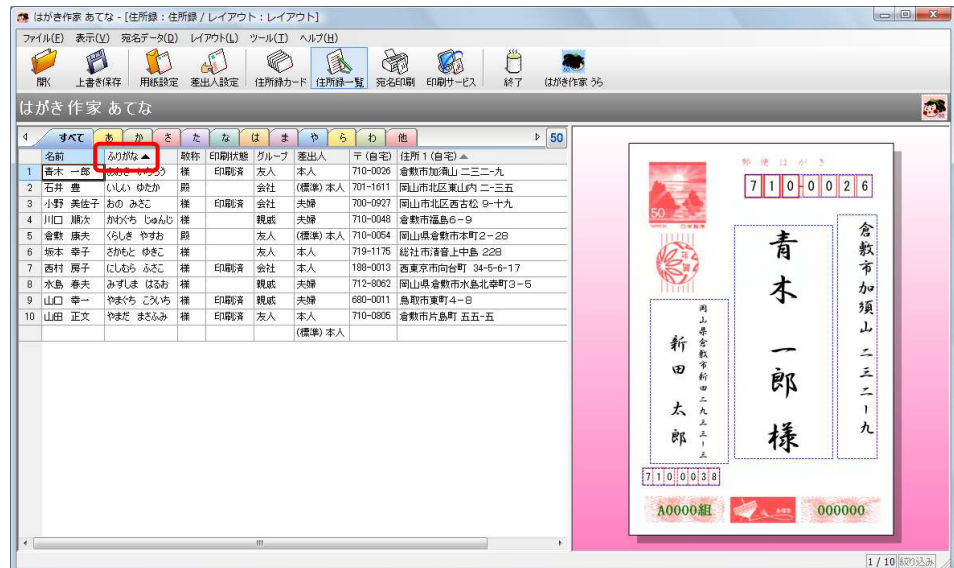 はがき作家 あてな - [住所録：住所録 / レイアウト：レイアウト]
ファイル(F) 表示(V) 宛名データ(D) レイアウト(L) ツール(T) ヘルプ(H)
開く 上書き保存 用紙設定 差出人設定 住所録カード 住所録一覧 宛名印刷 印刷サービス 終了 はがき作家 うら
はがき作家 あてな
すべて あ か さ た な は ま や ら わ 他 50
名前 ふりがな ▲ 敬称 印刷状態 グループ 差出人 〒(自宅) 住所1(自宅) ▲
1 青木 一郎 あおき いちろう 様 印刷済 友人 本人 710-0026 倉敷市加須山 二三二-九
2 石井 豊 いしい ゆたか 殿 会社 (標準) 本人 701-1611 岡山市北区東山内 二-三五
3 小野 美佐子 おの みさこ 様 印刷済 会社 夫婦 700-0927 岡山市北区西古松 9-十九
4 川口 順次 かわぐち じゅんじ 様 親戚 夫婦 710-0048 倉敷市福島6-9
5 倉敷 康夫 くらしき やすお 殿 友人 (標準) 本人 710-0054 岡山県倉敷市本町2-28
6 坂本 幸子 さかもと ゆきこ 様 友人 本人 719-1175 総社市清音上中島 228
7 西村 房子 にしむら ふさこ 様 印刷済 会社 本人 188-0013 西東京市向台町 34-5-6-17
8 水島 春夫 みずしま はるお 様 親戚 夫婦 712-8062 岡山県倉敷市水島北幸町3-5
9 山口 幸一 やまぐち こういち 様 印刷済 親戚 夫婦 680-0011 鳥取市東町4-8
10 山田 正文 やまだ まさふみ 様 印刷済 友人 本人 710-0805 倉敷市片島町 五五-五
(標準) 本人
郵便はがき
7100026
50
NIPPON 日本郵便
倉敷市加須山 二三二-九
青木 一郎 様
岡山県倉敷市新田二九三三-三
新田 太郎
7100038
A0000組 000000
1 / 10 絞り込み